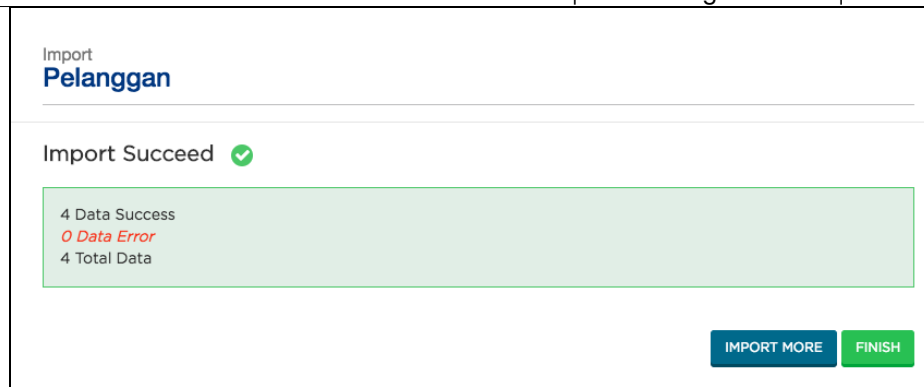 Import
Pelanggan
Import Succeed
4 Data Success
0 Data Error
4 Total Data
IMPORT MORE
FINISH